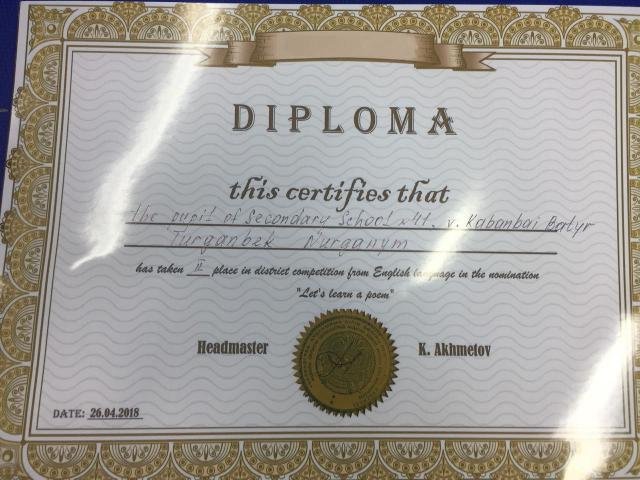 DIPLOMA
this certifies that
the pupil of Secondary School №41. v. Kabanbai Batyr
Turganbek Nurganym
has taken II place in district competition from English language in the nomination
"Let's learn a poem"
Headmaster K. Akhmetov
DATE: 26.04.2018